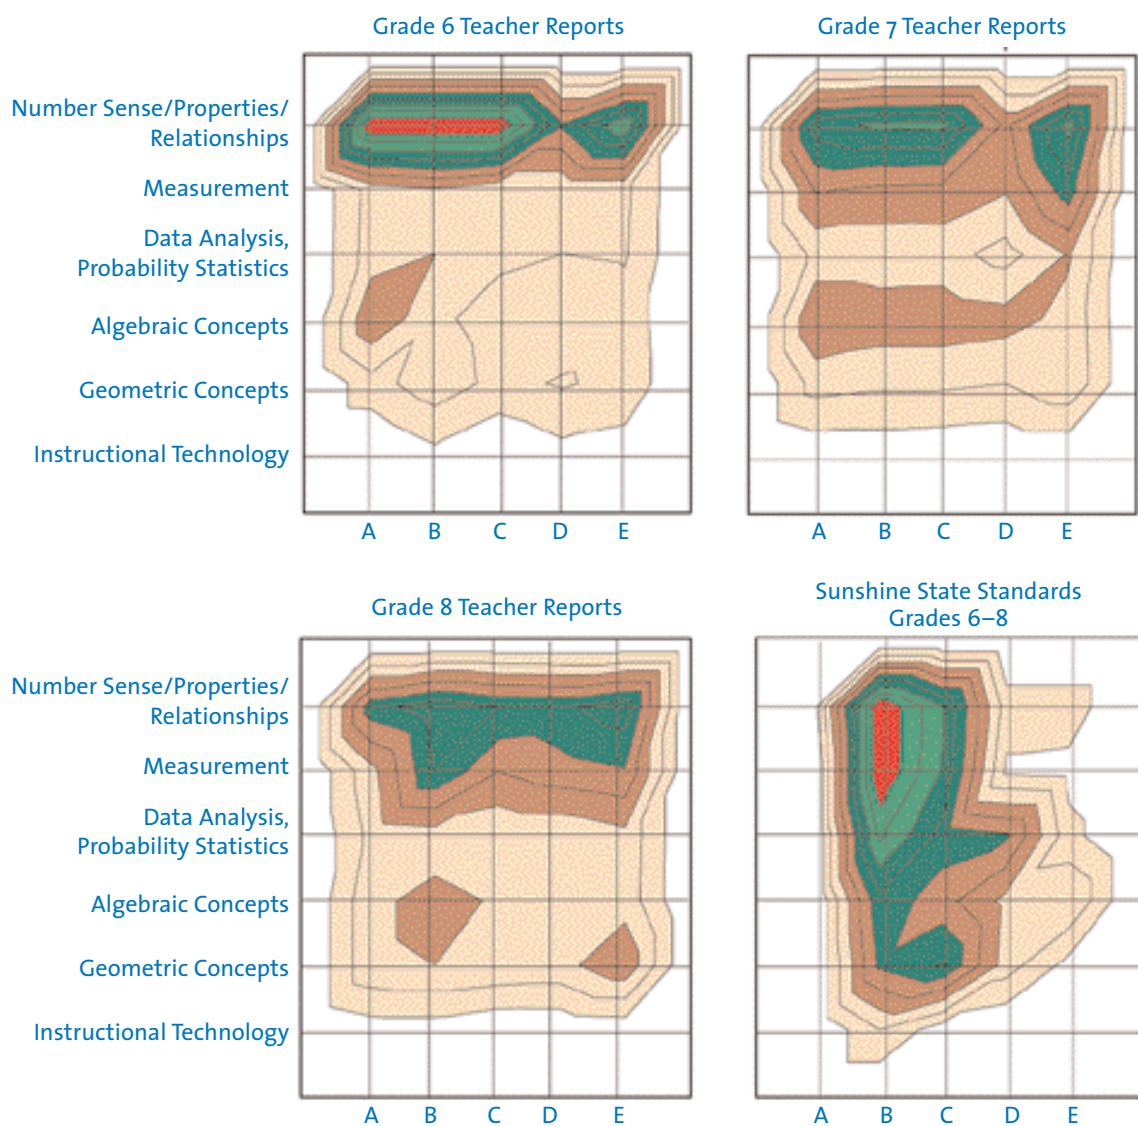 Grade 6 Teacher Reports
Grade 7 Teacher Reports
Number Sense/Properties/
Relationships
Measurement
Data Analysis,
Probability Statistics
Algebraic Concepts
Geometric Concepts
Instructional Technology
A B C D E
A B C D E
Grade 8 Teacher Reports
Sunshine State Standards
Grades 6–8
Number Sense/Properties/
Relationships
Measurement
Data Analysis,
Probability Statistics
Algebraic Concepts
Geometric Concepts
Instructional Technology
A B C D E
A B C D E